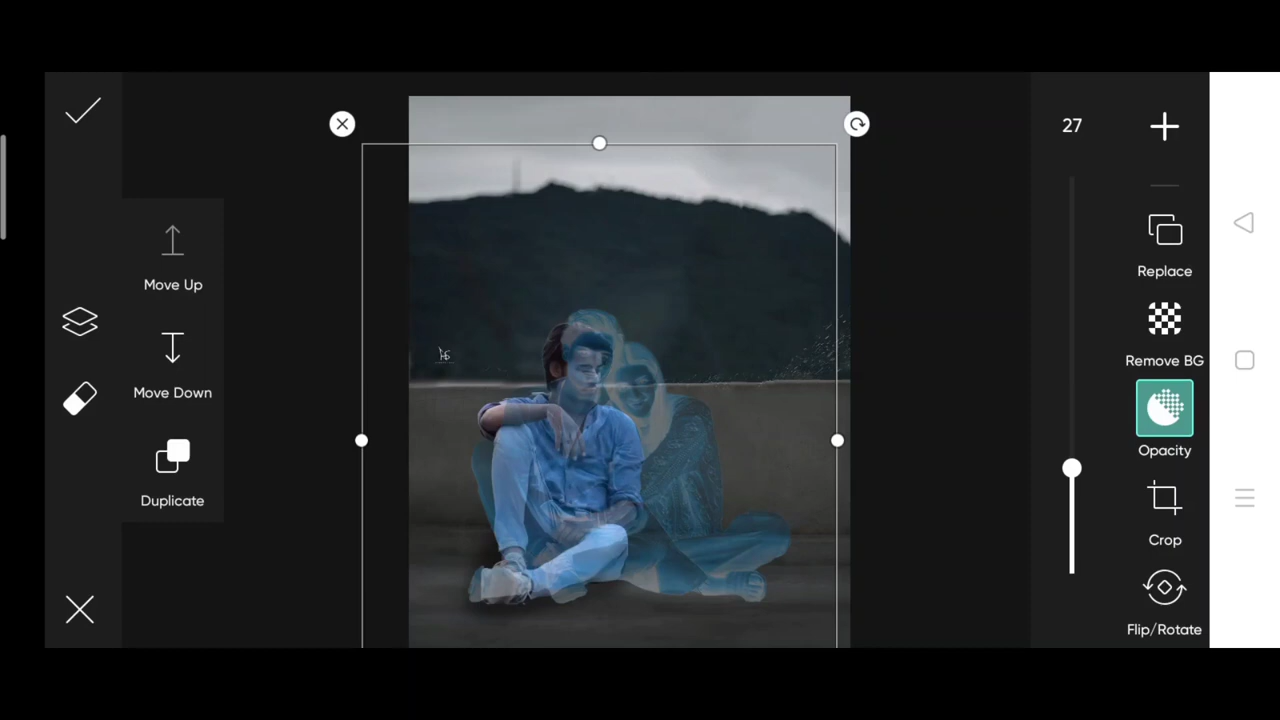 27
Move Up
Replace
Remove BG
Move Down
Opacity
Duplicate
Crop
Flip/Rotate